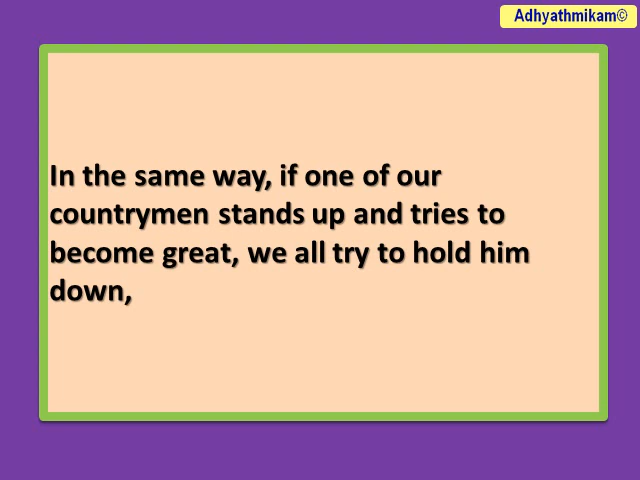 Adhyathmikam©
In the same way, if one of our
countrymen stands up and tries to
become great, we all try to hold him
down,